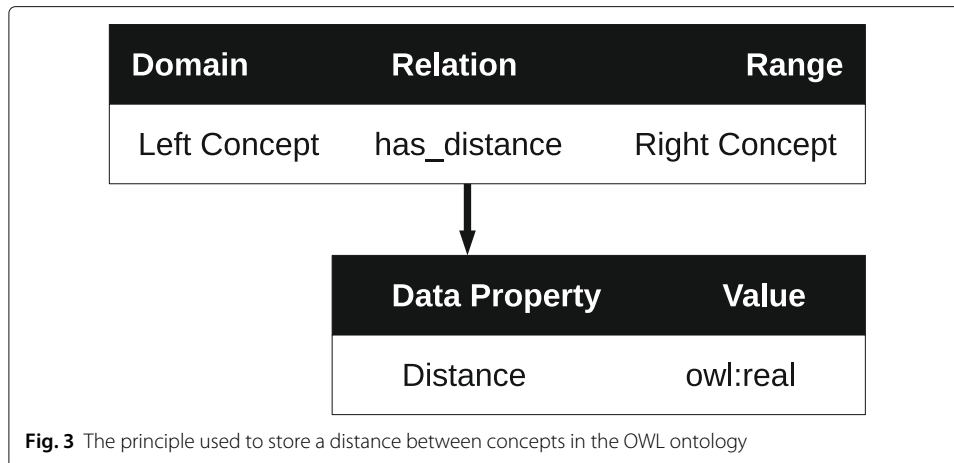 Domain Relation Range
Left Concept has_distance Right Concept
Data Property Value
Distance owl:real
Fig. 3 The principle used to store a distance between concepts in the OWL ontology